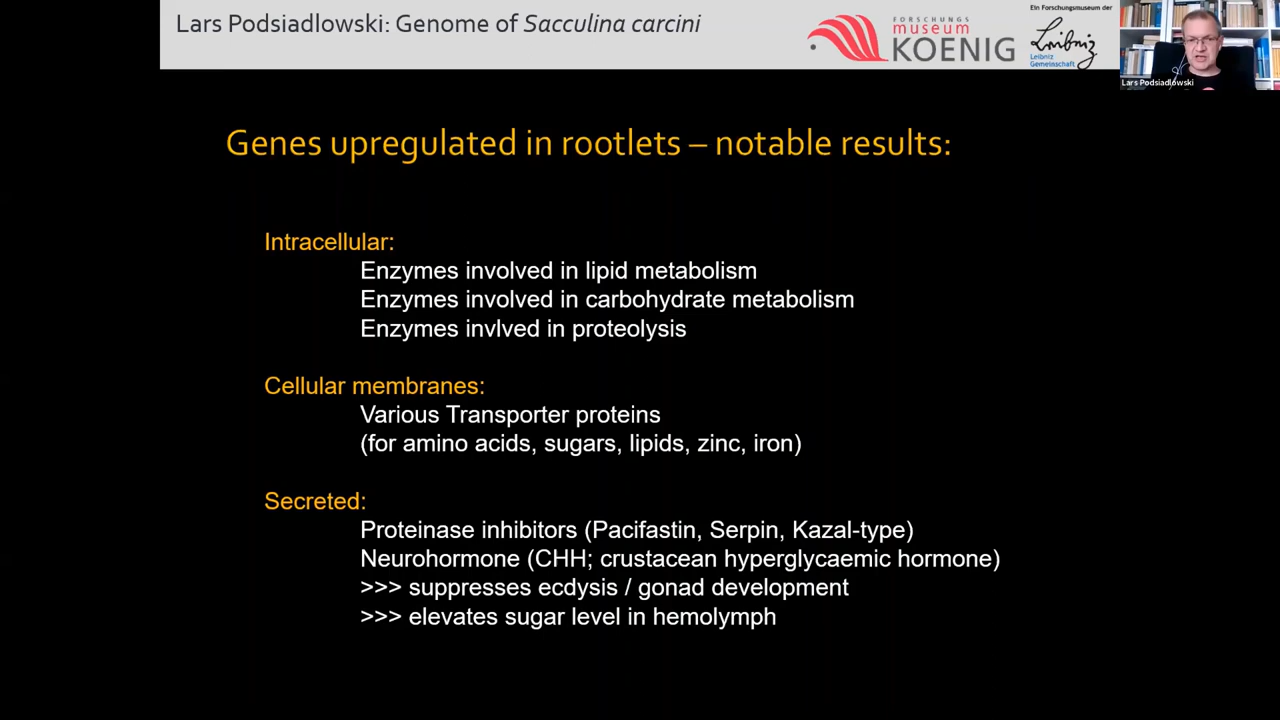 Lars Podsiadlowski: Genome of Sacculina carcini
FORSCHUNGS
museum
KOENIG
Ein Forschungsmuseum der
Leibniz
Leibniz
Gemeinschaft
Lars Podsiadlowski
Genes upregulated in rootlets – notable results:
Intracellular:
Enzymes involved in lipid metabolism
Enzymes involved in carbohydrate metabolism
Enzymes invlved in proteolysis
Cellular membranes:
Various Transporter proteins
(for amino acids, sugars, lipids, zinc, iron)
Secreted:
Proteinase inhibitors (Pacifastin, Serpin, Kazal-type)
Neurohormone (CHH; crustacean hyperglycaemic hormone)
>>> suppresses ecdysis / gonad development
>>> elevates sugar level in hemolymph